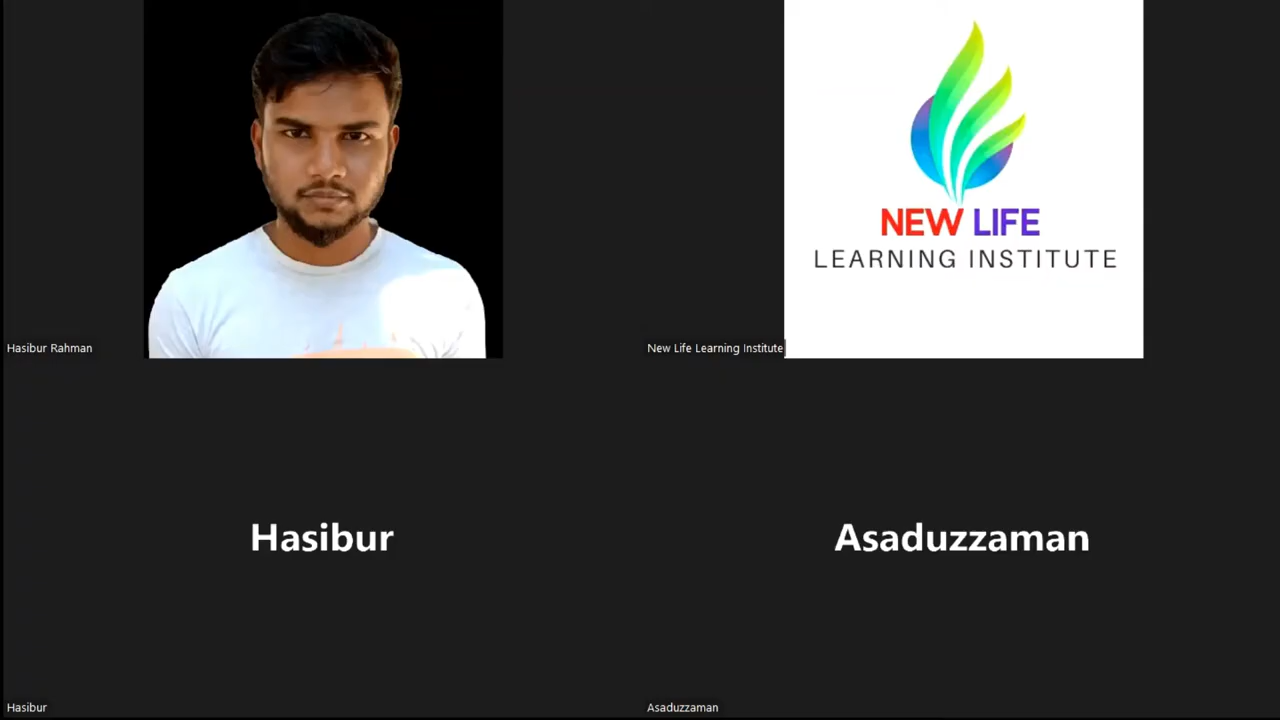 NEW LIFE
LEARNING INSTITUTE
Hasibur Rahman
New Life Learning Institute
Hasibur
Asaduzzaman
Hasibur
Asaduzzaman